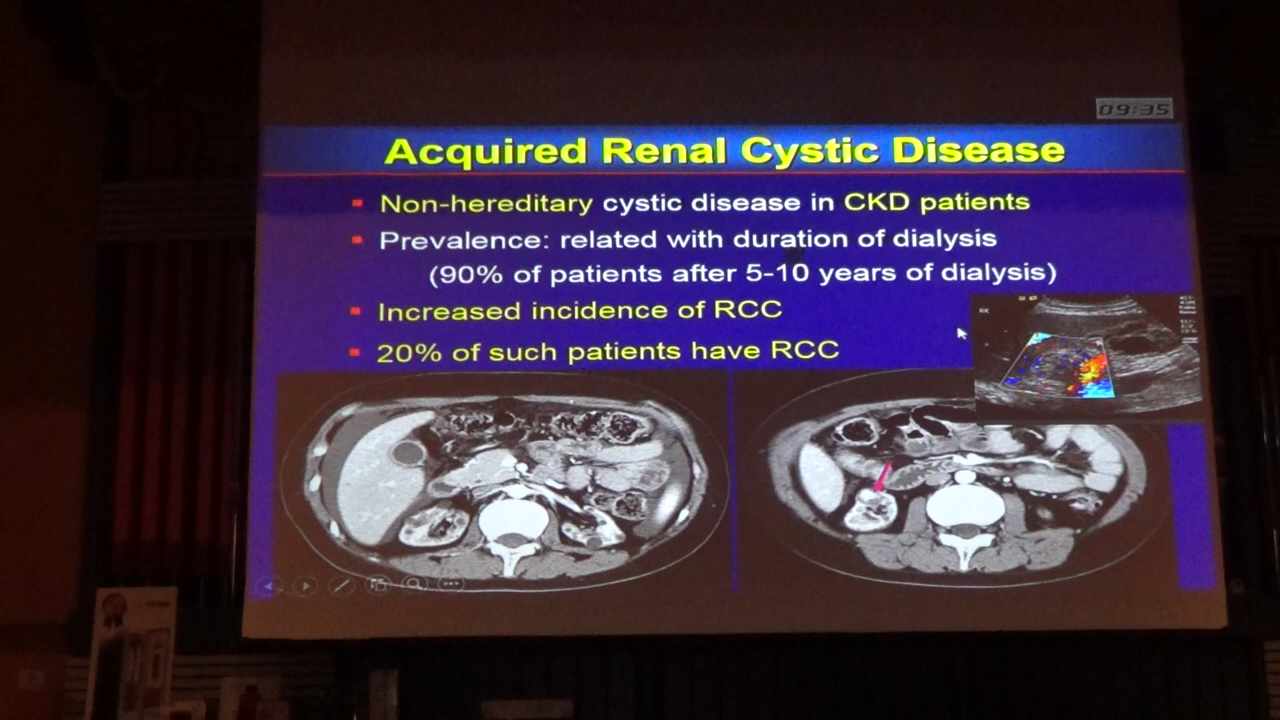 09:35
Acquired Renal Cystic Disease
Non-hereditary cystic disease in CKD patients
Prevalence: related with duration of dialysis
(90% of patients after 5-10 years of dialysis)
Increased incidence of RCC
20% of such patients have RCC